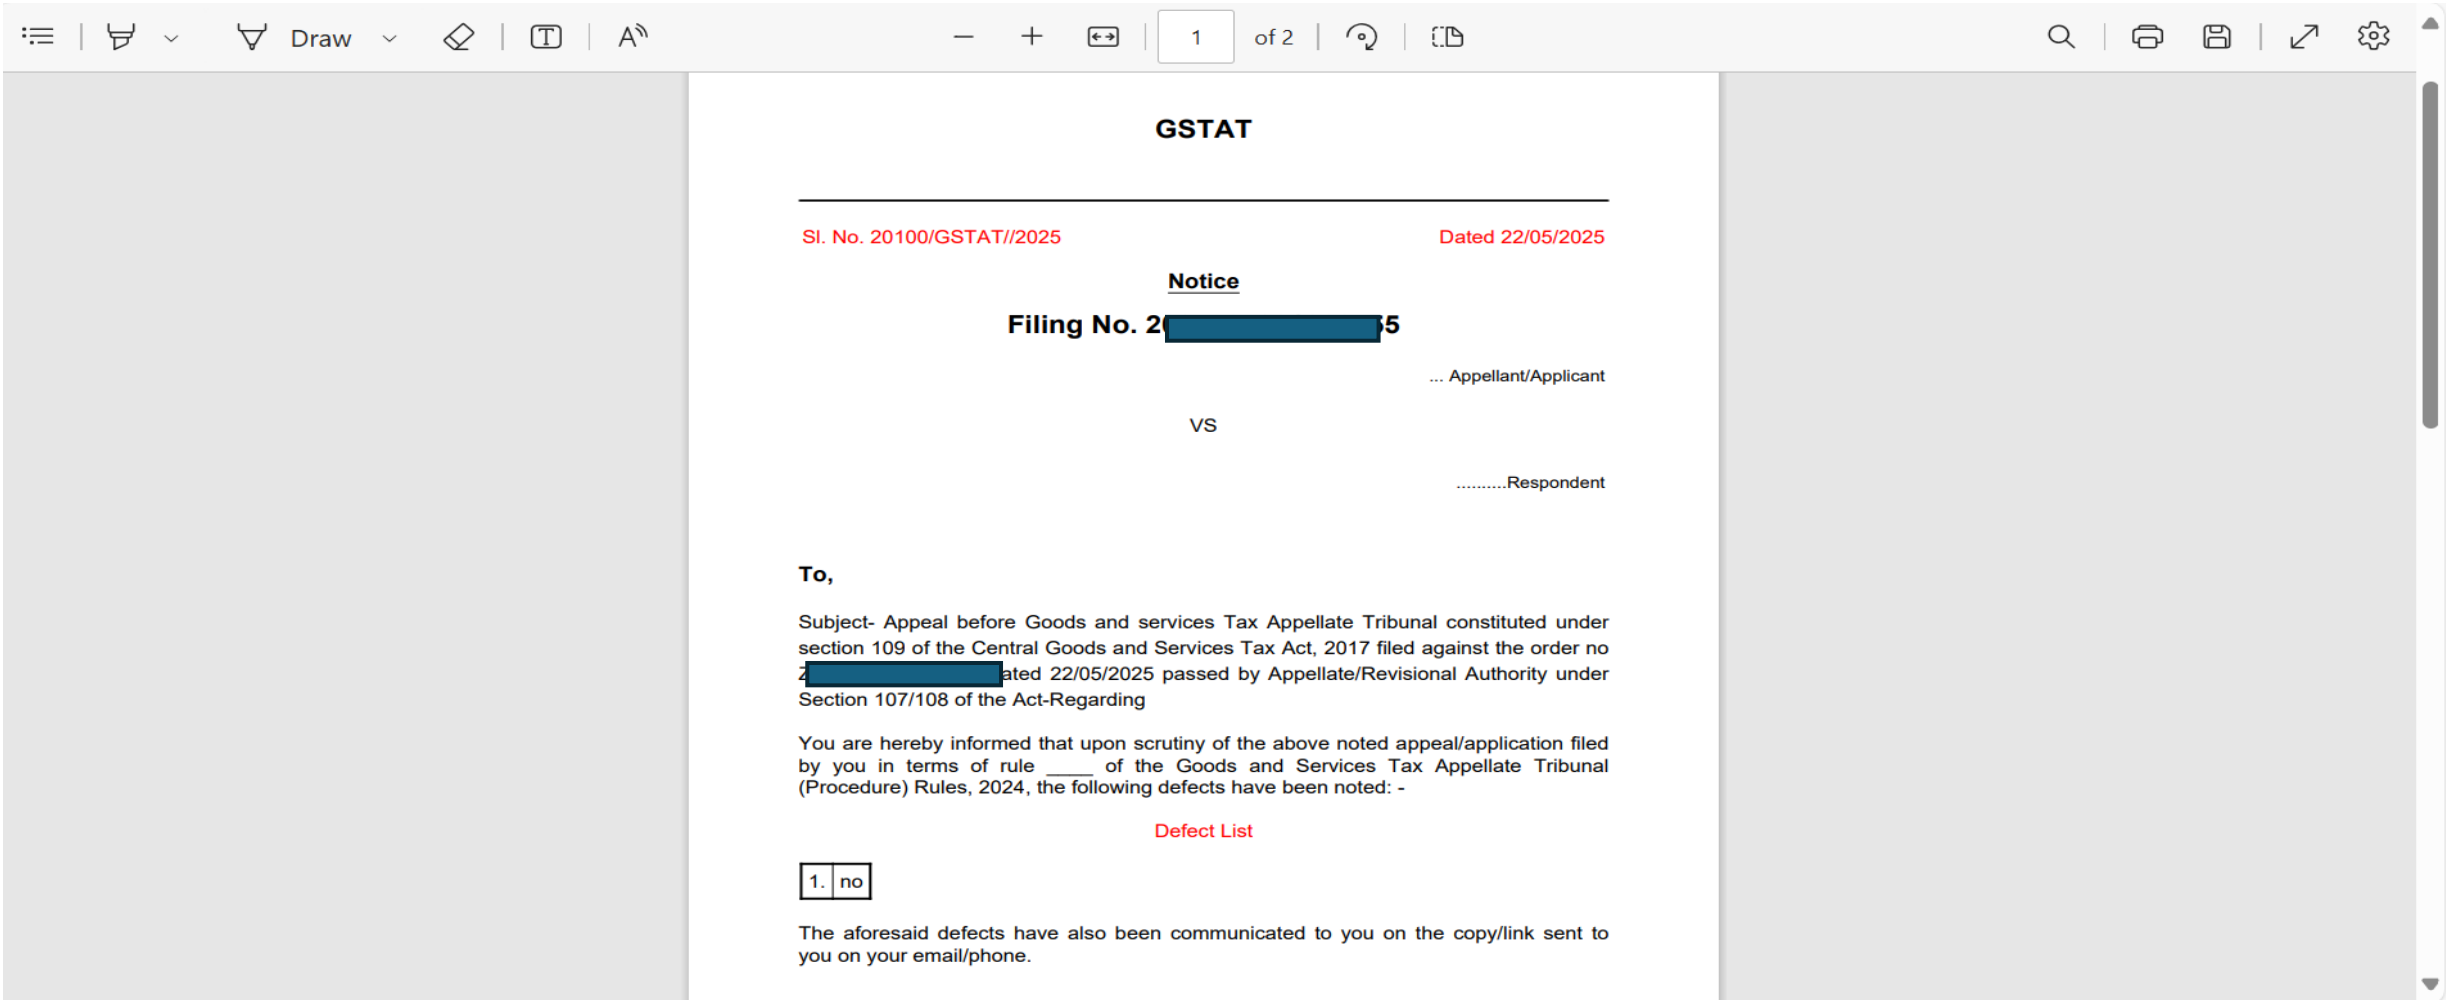 Draw
1 of 2
GSTAT
Sl. No. 20100/GSTAT//2025 Dated 22/05/2025
Notice
Filing No. 2 5
... Appellant/Applicant
VS
..........Respondent
To,
Subject- Appeal before Goods and services Tax Appellate Tribunal constituted under
section 109 of the Central Goods and Services Tax Act, 2017 filed against the order no
Z ated 22/05/2025 passed by Appellate/Revisional Authority under
Section 107/108 of the Act-Regarding
You are hereby informed that upon scrutiny of the above noted appeal/application filed
by you in terms of rule ____ of the Goods and Services Tax Appellate Tribunal
(Procedure) Rules, 2024, the following defects have been noted: -
Defect List
1. no
The aforesaid defects have also been communicated to you on the copy/link sent to
you on your email/phone.